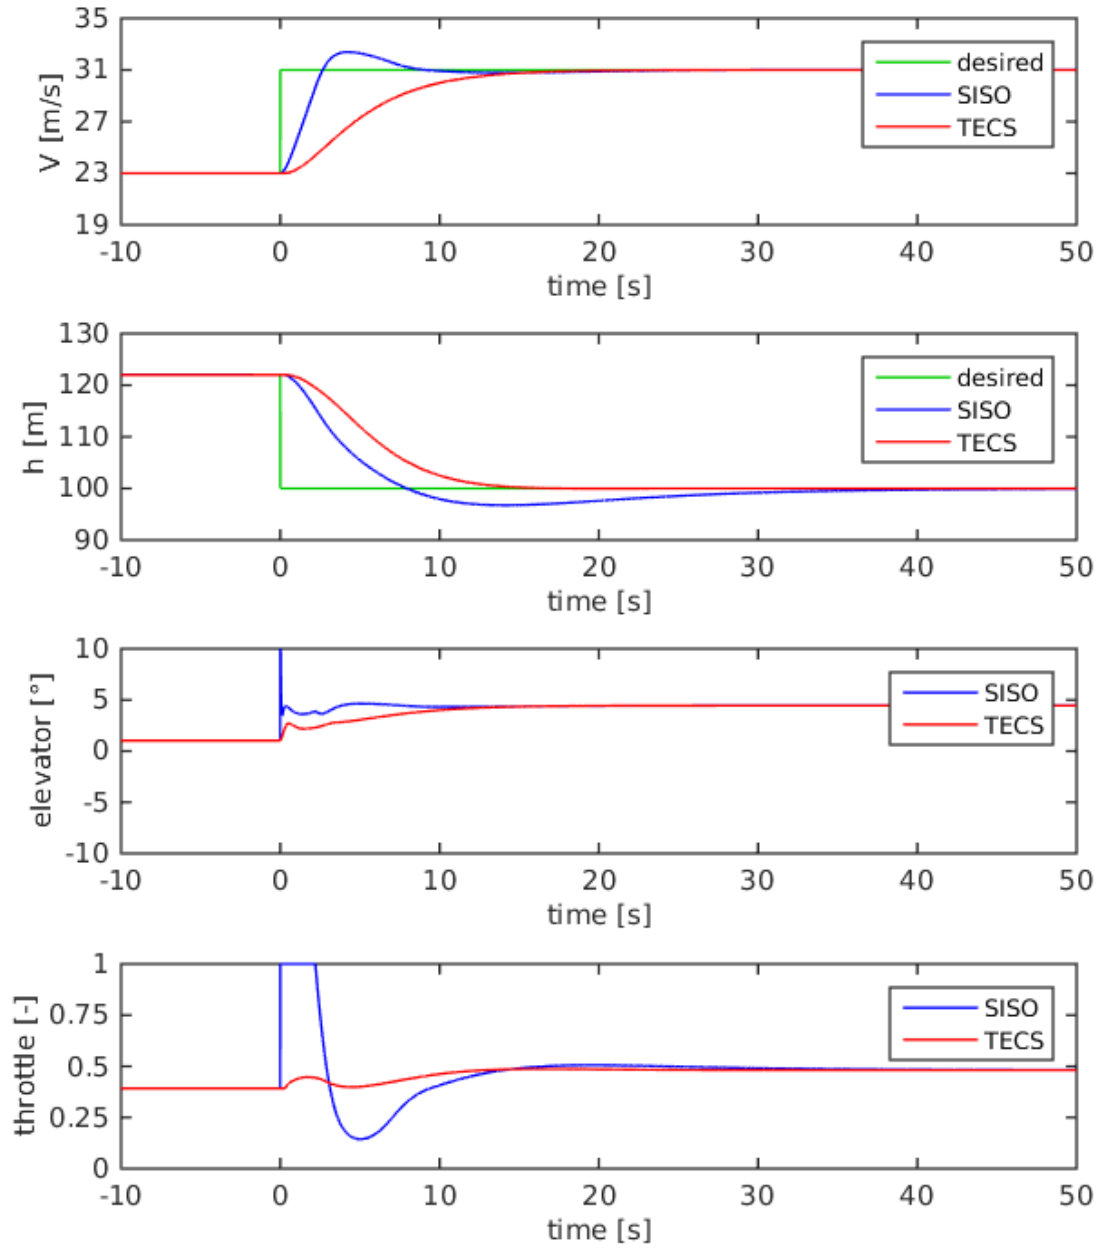 V [m/s]
35
31
27
23
19
desired
SISO
TECS
-10 0 10 20 30 40 50
time [s]
h [m]
130
120
110
100
90
desired
SISO
TECS
-10 0 10 20 30 40 50
time [s]
elevator [°]
10
5
0
-5
-10
SISO
TECS
-10 0 10 20 30 40 50
time [s]
throttle [-]
1
0.75
0.5
0.25
0
SISO
TECS
-10 0 10 20 30 40 50
time [s]